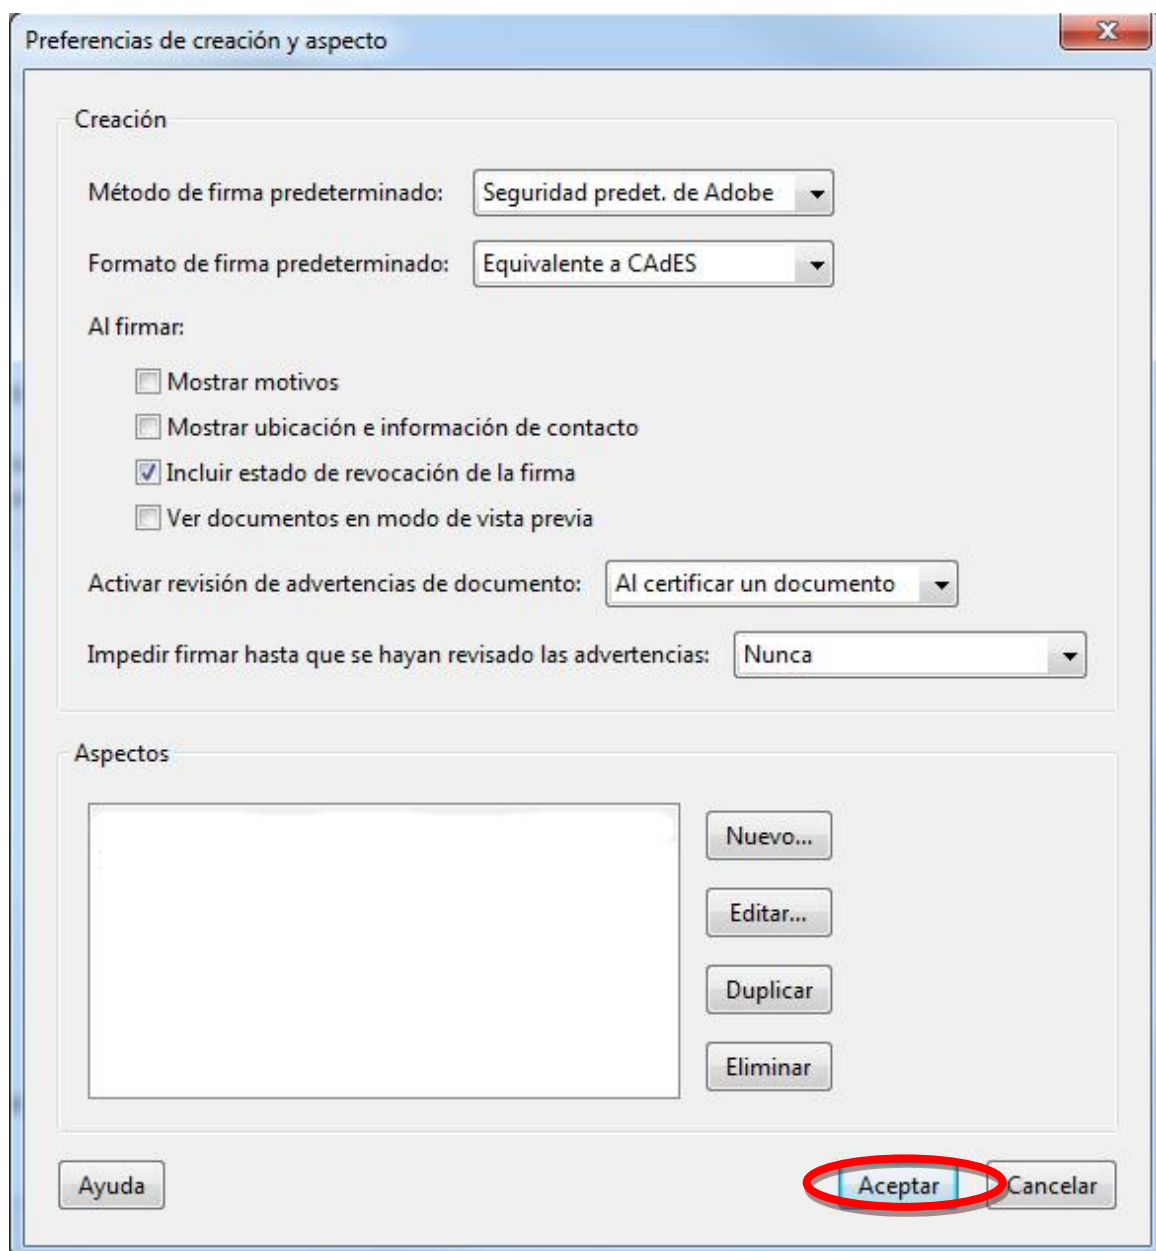 Preferencias de creación y aspecto
Creación
Método de firma predeterminado: Seguridad predet. de Adobe
Formato de firma predeterminado: Equivalente a CAdES
Al firmar:
Mostrar motivos
Mostrar ubicación e información de contacto
Incluir estado de revocación de la firma
Ver documentos en modo de vista previa
Activar revisión de advertencias de documento: Al certificar un documento
Impedir firmar hasta que se hayan revisado las advertencias: Nunca
Aspectos
Nuevo...
Editar...
Duplicar
Eliminar
Ayuda Aceptar Cancelar